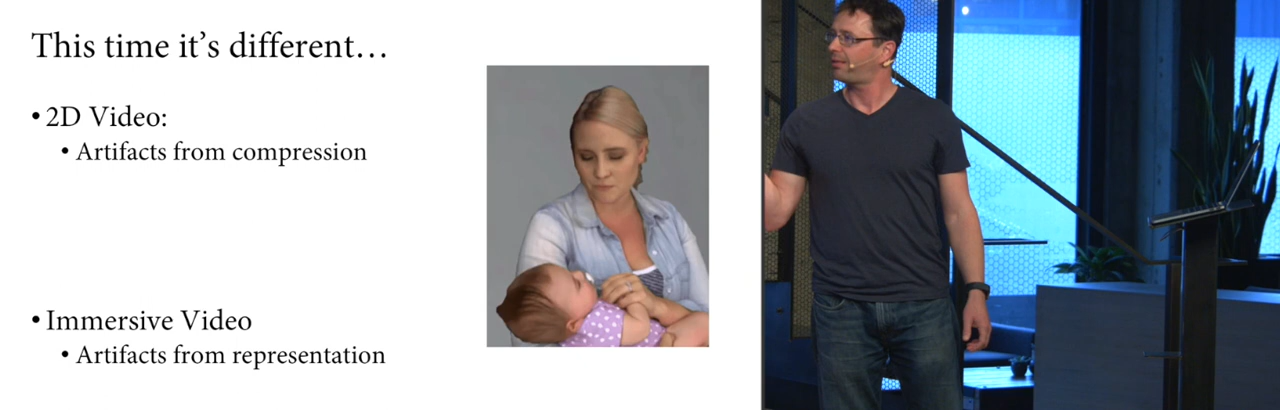 This time it’s different…
• 2D Video:
• Artifacts from compression
• Immersive Video
• Artifacts from representation